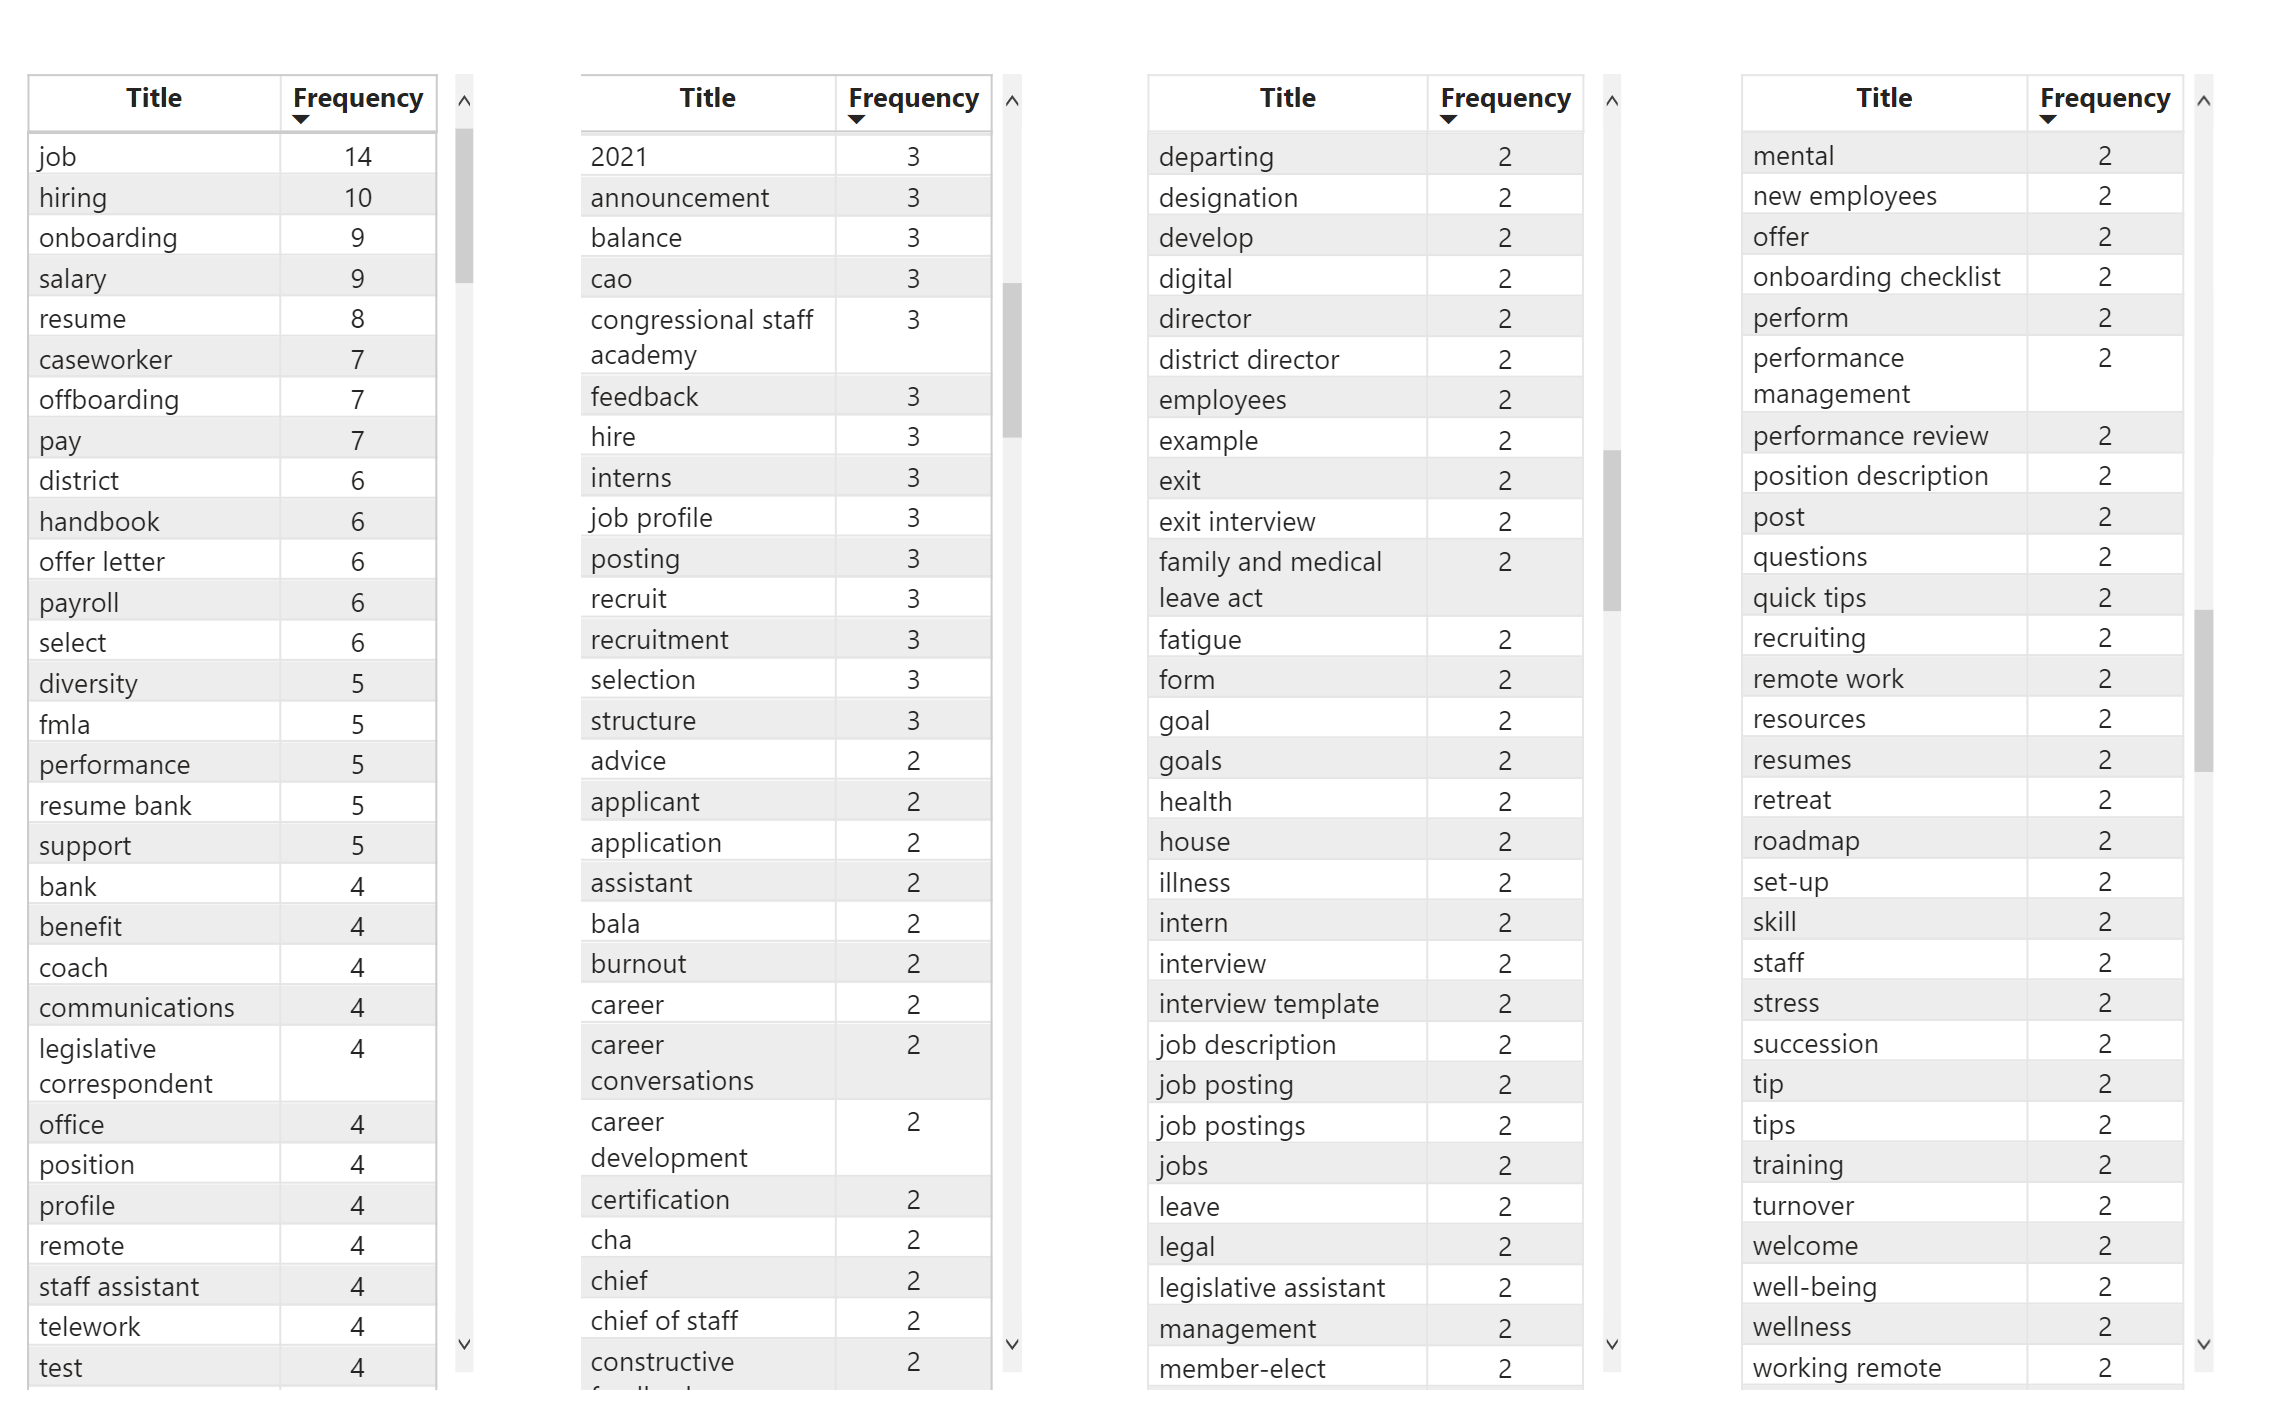 Title Frequency
job 14
hiring 10
onboarding 9
salary 9
resume 8
caseworker 7
offboarding 7
pay 7
district 6
handbook 6
offer letter 6
payroll 6
select 6
diversity 5
fmla 5
performance 5
resume bank 5
support 5
bank 4
benefit 4
coach 4
communications 4
legislative 4
correspondent
office 4
position 4
profile 4
remote 4
staff assistant 4
telework 4
test 4
Title Frequency
2021 3
announcement 3
balance 3
cao 3
congressional staff 3
academy
feedback 3
hire 3
interns 3
job profile 3
posting 3
recruit 3
recruitment 3
selection 3
structure 3
advice 2
applicant 2
application 2
assistant 2
bala 2
burnout 2
career 2
career 2
conversations
career 2
development
certification 2
cha 2
chief 2
chief of staff 2
constructive 2
Title Frequency
departing 2
designation 2
develop 2
digital 2
director 2
district director 2
employees 2
example 2
exit 2
exit interview 2
family and medical 2
leave act
fatigue 2
form 2
goal 2
goals 2
health 2
house 2
illness 2
intern 2
interview 2
interview template 2
job description 2
job posting 2
job postings 2
jobs 2
leave 2
legal 2
legislative assistant 2
management 2
member-elect 2
Title Frequency
mental 2
new employees 2
offer 2
onboarding checklist 2
perform 2
performance 2
management
performance review 2
position description 2
post 2
questions 2
quick tips 2
recruiting 2
remote work 2
resources 2
resumes 2
retreat 2
roadmap 2
set-up 2
skill 2
staff 2
stress 2
succession 2
tip 2
tips 2
training 2
turnover 2
welcome 2
well-being 2
wellness 2
working remote 2